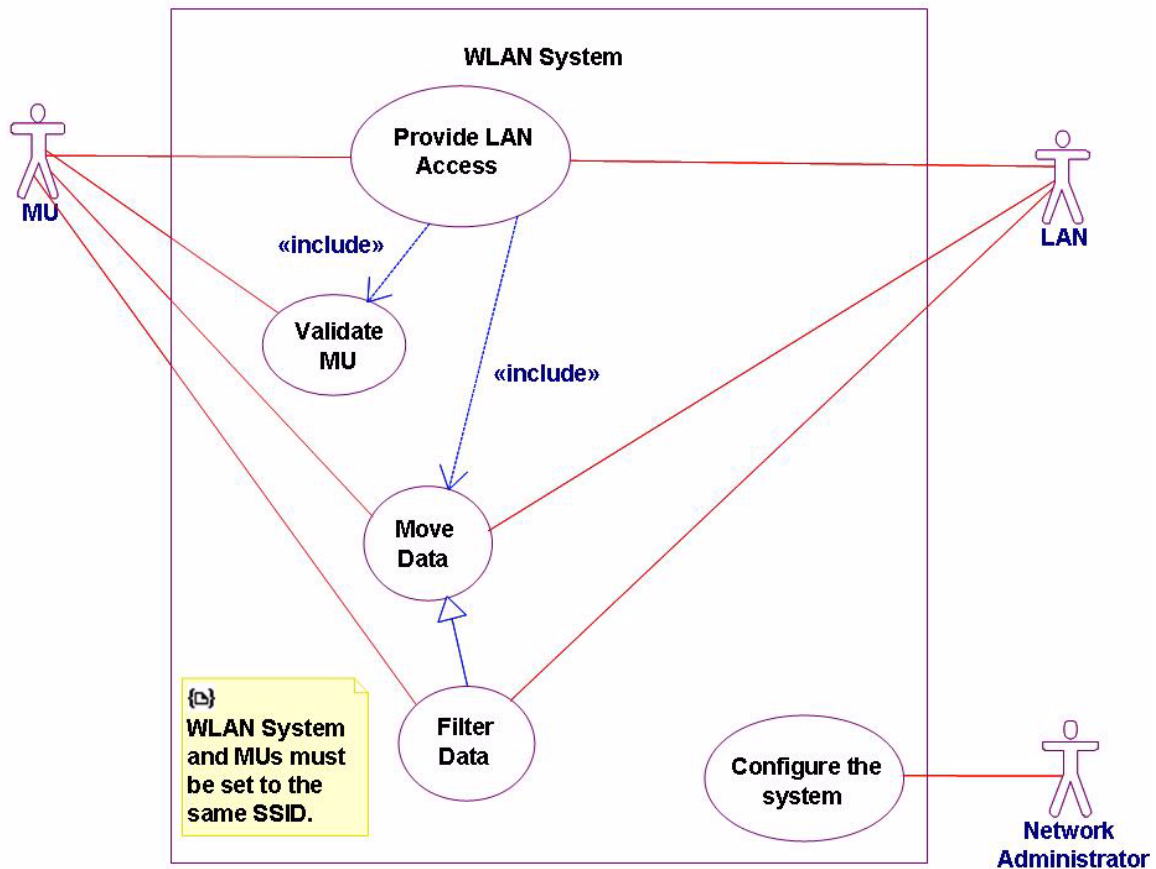 WLAN System
Provide LAN
Access
MU
LAN
«include»
Validate
MU
«include»
Move
Data
WLAN System
and MUs must
be set to the
same SSID.
Filter
Data
Configure the
system
Network
Administrator